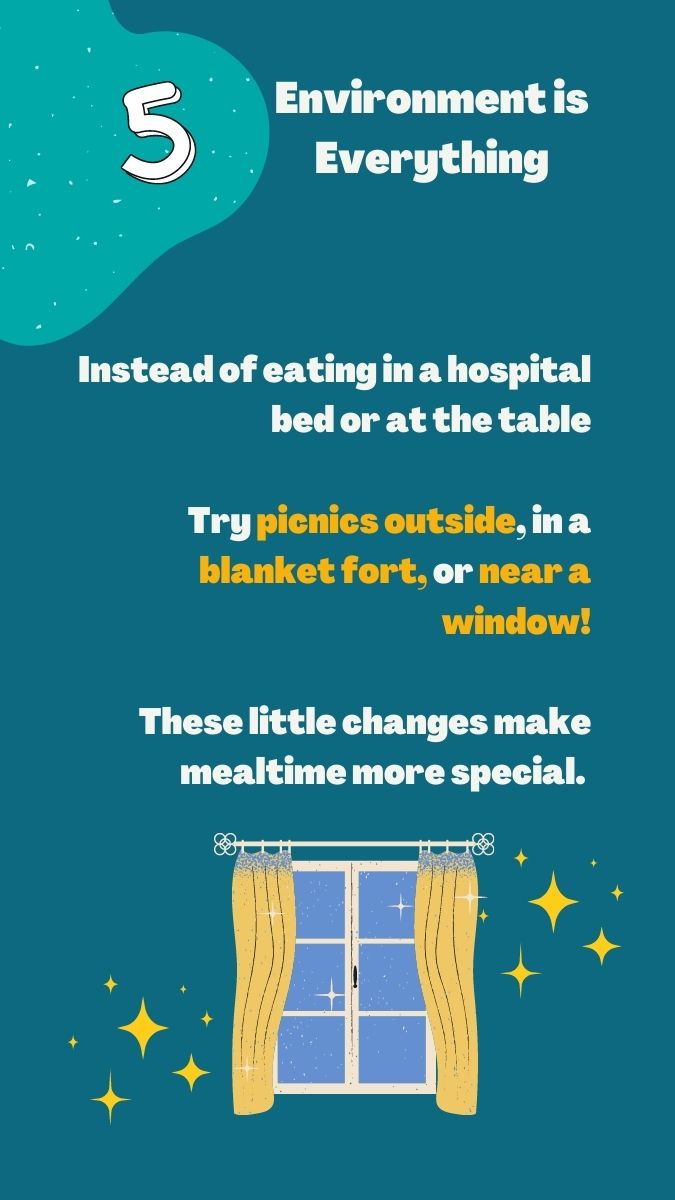 5
Environment is
Everything
Instead of eating in a hospital
bed or at the table
Try picnics outside, in a
blanket fort, or near a
window!
These little changes make
mealtime more special.